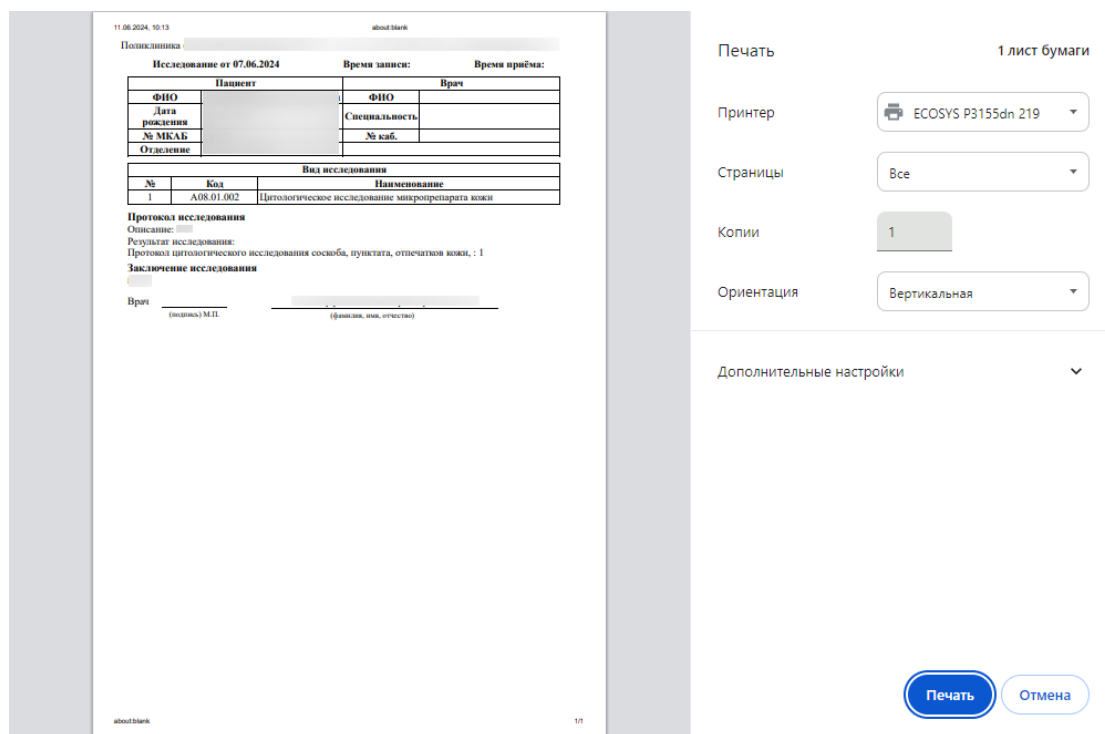 11.06.2024, 10:13 about:blank
Поликлиника
Исследование от 07.06.2024 Время записи: Время приёма:
Пациент Врач
ФИО ФИО
Дата рождения Специальность
№ МКАБ № каб.
Отделение
Вид исследования
№ Код Наименование
1 A08.01.002 Цитологическое исследование микропрепарата кожи
Протокол исследования
Описание:
Результат исследования:
Протокол цитологического исследования соскоба, пунктата, отпечатков кожи, : 1
Заключение исследования
Врач
(подпись) М.П. (фамилия, имя, отчество)
about:blank 1/1
Печать 1 лист бумаги
Принтер ECOSYS P3155dn 219
Страницы Все
Копии 1
Ориентация Вертикальная
Дополнительные настройки
Печать Отмена